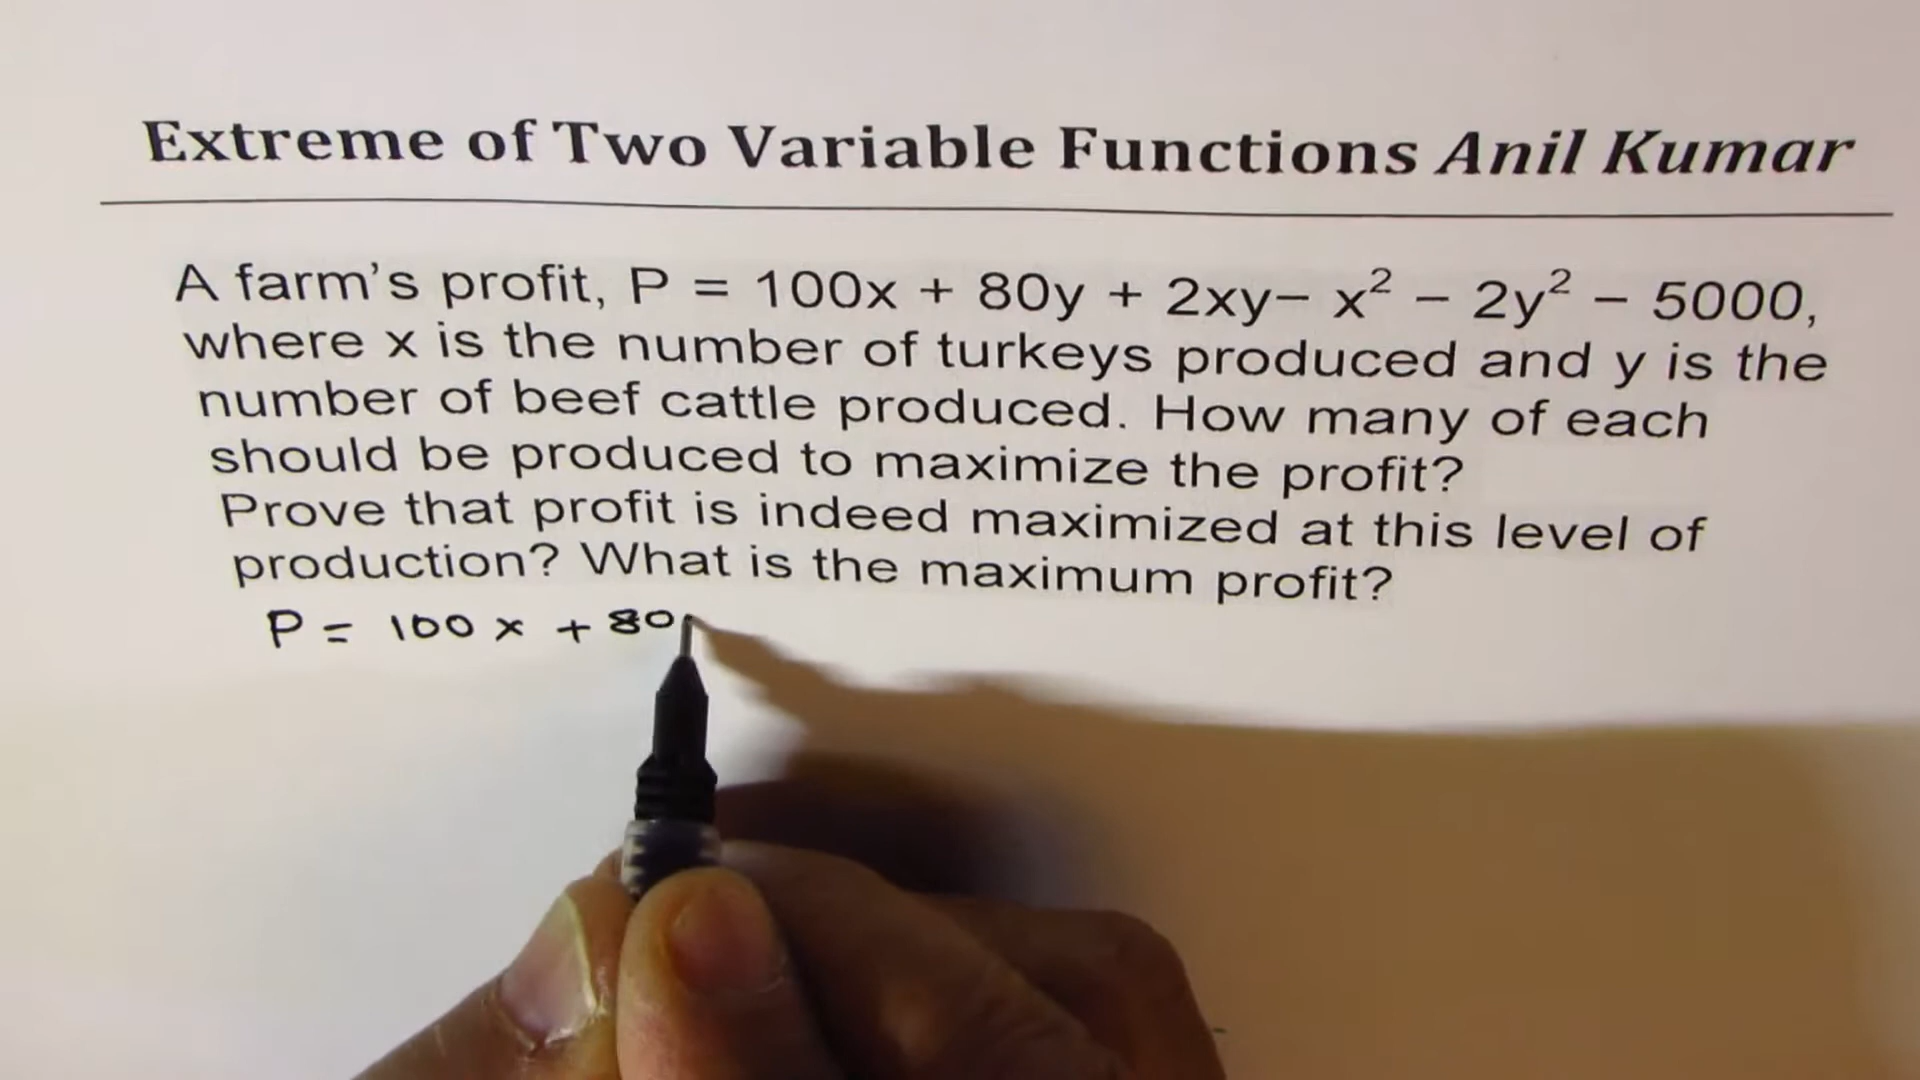 Extreme of Two Variable Functions Anil Kumar
A farm's profit, P = 100x + 80y + 2xy– x² – 2y² – 5000,
where x is the number of turkeys produced and y is the
number of beef cattle produced. How many of each
should be produced to maximize the profit?
Prove that profit is indeed maximized at this level of
production? What is the maximum profit?
P = 100 x + 80